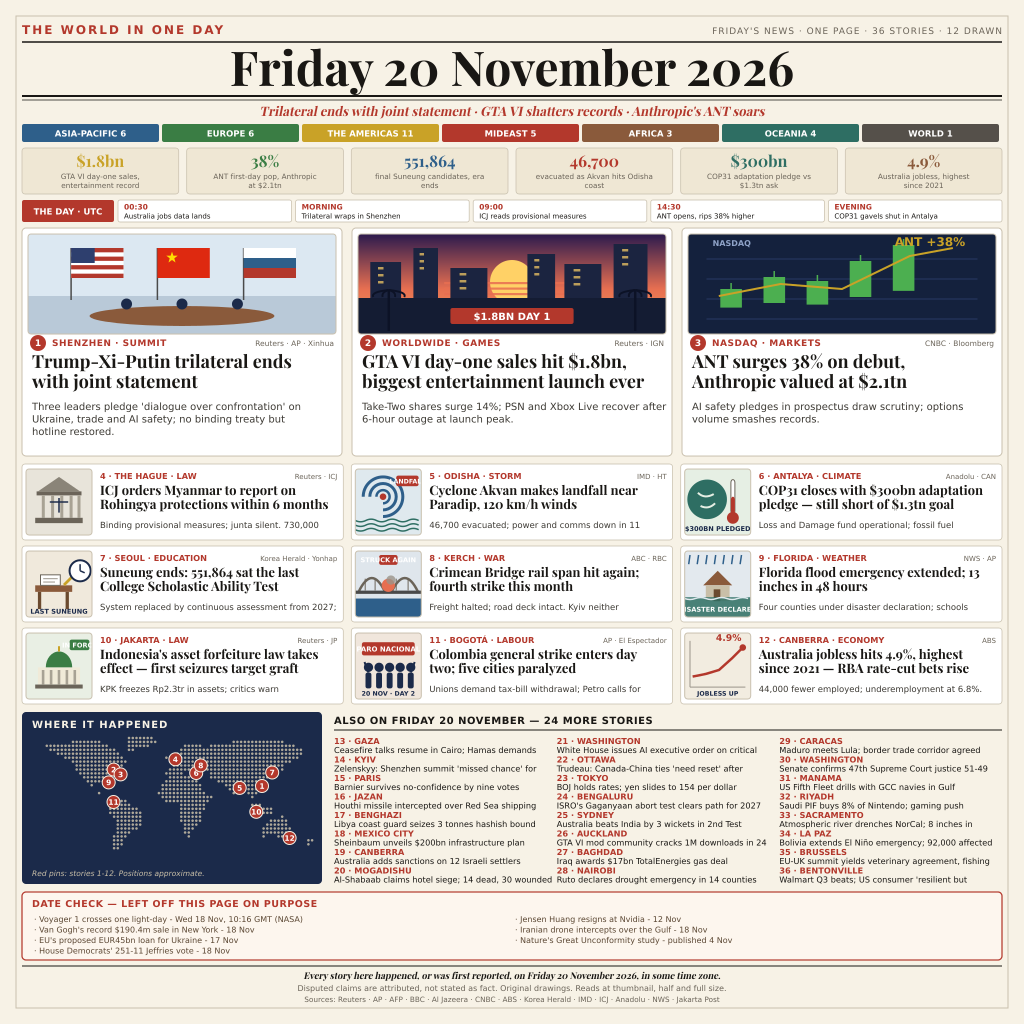 THE WORLD IN ONE DAY
FRIDAY'S NEWS · ONE PAGE · 36 STORIES · 12 DRAWN
Friday 20 November 2026
Trilateral ends with joint statement · GTA VI shatters records · Anthropic's ANT soars
ASIA-PACIFIC 6
EUROPE 6
THE AMERICAS 11
MIDEAST 5
AFRICA 3
OCEANIA 4
WORLD 1
$1.8bn
GTA VI day-one sales,
entertainment record
38%
ANT first-day pop, Anthropic
at $2.1tn
551,864
final Suneung candidates, era
ends
46,700
evacuated as Akvan hits Odisha
coast
$300bn
COP31 adaptation pledge vs
$1.3tn ask
4.9%
Australia jobless, highest
since 2021
THE DAY · UTC
00:30
Australia jobs data lands
MORNING
Trilateral wraps in Shenzhen
09:00
ICJ reads provisional measures
14:30
ANT opens, rips 38% higher
EVENING
COP31 gavels shut in Antalya
1 SHENZHEN · SUMMIT
Reuters · AP · Xinhua
Trump-Xi-Putin trilateral ends
with joint statement
Three leaders pledge 'dialogue over confrontation' on
Ukraine, trade and AI safety; no binding treaty but
hotline restored.
$1.8BN DAY 1
2 WORLDWIDE · GAMES
Reuters · IGN
GTA VI day-one sales hit $1.8bn,
biggest entertainment launch ever
Take-Two shares surge 14%; PSN and Xbox Live recover after
6-hour outage at launch peak.
NASDAQ
ANT +38%
3 NASDAQ · MARKETS
CNBC · Bloomberg
ANT surges 38% on debut,
Anthropic valued at $2.1tn
AI safety pledges in prospectus draw scrutiny; options
volume smashes records.
4 · THE HAGUE · LAW
Reuters · ICJ
ICJ orders Myanmar to report on
Rohingya protections within 6 months
Binding provisional measures; junta silent. 730,000
ANDFAL
5 · ODISHA · STORM
IMD · HT
Cyclone Akvan makes landfall near
Paradip, 120 km/h winds
46,700 evacuated; power and comms down in 11
$300BN PLEDGED
6 · ANTALYA · CLIMATE
Anadolu · CAN
COP31 closes with $300bn adaptation
pledge — still short of $1.3tn goal
Loss and Damage fund operational; fossil fuel
LAST SUNEUNG
7 · SEOUL · EDUCATION
Korea Herald · Yonhap
Suneung ends: 551,864 sat the last
College Scholastic Ability Test
System replaced by continuous assessment from 2027;
STRUCK AGAIN
8 · KERCH · WAR
ABC · RBC
Crimean Bridge rail span hit again;
fourth strike this month
Freight halted; road deck intact. Kyiv neither
ISASTER DECLARE
9 · FLORIDA · WEATHER
NWS · AP
Florida flood emergency extended; 13
inches in 48 hours
Four counties under disaster declaration; schools
FORC
10 · JAKARTA · LAW
Reuters · JP
Indonesia's asset forfeiture law takes
effect — first seizures target graft
KPK freezes Rp2.3tr in assets; critics warn
ARO NACIONA
20 NOV · DAY 2
11 · BOGOTÁ · LABOUR
AP · El Espectador
Colombia general strike enters day
two; five cities paralyzed
Unions demand tax-bill withdrawal; Petro calls for
4.9%
JOBLESS UP
12 · CANBERRA · ECONOMY
ABS
Australia jobless hits 4.9%, highest
since 2021 — RBA rate-cut bets rise
44,000 fewer employed; underemployment at 6.8%.
WHERE IT HAPPENED
4
8
6
2
3
9
7
5
1
11
10
12
Red pins: stories 1-12. Positions approximate.
ALSO ON FRIDAY 20 NOVEMBER — 24 MORE STORIES
13 · GAZA
Ceasefire talks resume in Cairo; Hamas demands
14 · KYIV
Zelenskyy: Shenzhen summit 'missed chance' for
15 · PARIS
Barnier survives no-confidence by nine votes
16 · JAZAN
Houthi missile intercepted over Red Sea shipping
17 · BENGHAZI
Libya coast guard seizes 3 tonnes hashish bound
18 · MEXICO CITY
Sheinbaum unveils $200bn infrastructure plan
19 · CANBERRA
Australia adds sanctions on 12 Israeli settlers
20 · MOGADISHU
Al-Shabaab claims hotel siege; 14 dead, 30 wounded
21 · WASHINGTON
White House issues AI executive order on critical
22 · OTTAWA
Trudeau: Canada-China ties 'need reset' after
23 · TOKYO
BOJ holds rates; yen slides to 154 per dollar
24 · BENGALURU
ISRO's Gaganyaan abort test clears path for 2027
25 · SYDNEY
Australia beats India by 3 wickets in 2nd Test
26 · AUCKLAND
GTA VI mod community cracks 1M downloads in 24
27 · BAGHDAD
Iraq awards $17bn TotalEnergies gas deal
28 · NAIROBI
Ruto declares drought emergency in 14 counties
29 · CARACAS
Maduro meets Lula; border trade corridor agreed
30 · WASHINGTON
Senate confirms 47th Supreme Court justice 51-49
31 · MANAMA
US Fifth Fleet drills with GCC navies in Gulf
32 · RIYADH
Saudi PIF buys 8% of Nintendo; gaming push
33 · SACRAMENTO
Atmospheric river drenches NorCal; 8 inches in
34 · LA PAZ
Bolivia extends El Niño emergency; 92,000 affected
35 · BRUSSELS
EU-UK summit yields veterinary agreement, fishing
36 · BENTONVILLE
Walmart Q3 beats; US consumer 'resilient but
DATE CHECK — LEFT OFF THIS PAGE ON PURPOSE
· Voyager 1 crosses one light-day - Wed 18 Nov, 10:16 GMT (NASA)
· Van Gogh's record $190.4m sale in New York - 18 Nov
· EU's proposed EUR45bn loan for Ukraine - 17 Nov
· House Democrats' 251-11 Jeffries vote - 18 Nov
· Jensen Huang resigns at Nvidia - 12 Nov
· Iranian drone intercepts over the Gulf - 18 Nov
· Nature's Great Unconformity study - published 4 Nov
Every story here happened, or was first reported, on Friday 20 November 2026, in some time zone.
Disputed claims are attributed, not stated as fact. Original drawings. Reads at thumbnail, half and full size.
Sources: Reuters · AP · AFP · BBC · Al Jazeera · CNBC · ABS · Korea Herald · IMD · ICJ · Anadolu · NWS · Jakarta Post